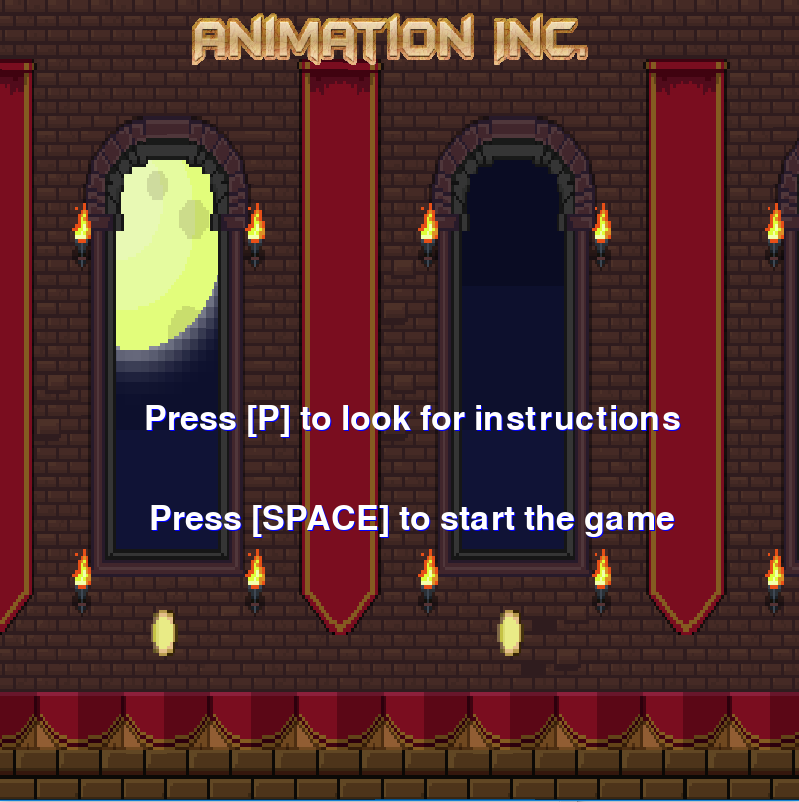 ANIMATION INC.
Press [P] to look for instructions
Press [SPACE] to start the game